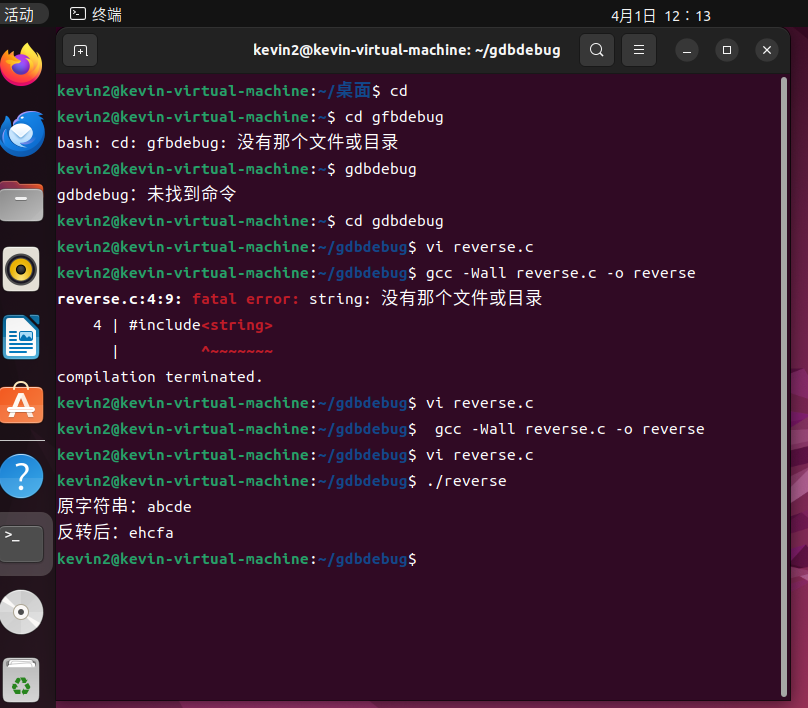 活动 终端 4月1日 12：13
kevin2@kevin-virtual-machine: ~/gdbdebug
kevin2@kevin-virtual-machine:~/桌面$ cd
kevin2@kevin-virtual-machine:~$ cd gfbdebug
bash: cd: gfbdebug: 没有那个文件或目录
kevin2@kevin-virtual-machine:~$ gdbdebug
gdbdebug：未找到命令
kevin2@kevin-virtual-machine:~$ cd gdbdebug
kevin2@kevin-virtual-machine:~/gdbdebug$ vi reverse.c
kevin2@kevin-virtual-machine:~/gdbdebug$ gcc -Wall reverse.c -o reverse
reverse.c:4:9: fatal error: string: 没有那个文件或目录
    4 | #include<string>
      |         ^~~~~~~~
compilation terminated.
kevin2@kevin-virtual-machine:~/gdbdebug$ vi reverse.c
kevin2@kevin-virtual-machine:~/gdbdebug$  gcc -Wall reverse.c -o reverse
kevin2@kevin-virtual-machine:~/gdbdebug$ vi reverse.c
kevin2@kevin-virtual-machine:~/gdbdebug$ ./reverse
原字符串：abcde
反转后：ehcfa
kevin2@kevin-virtual-machine:~/gdbdebug$